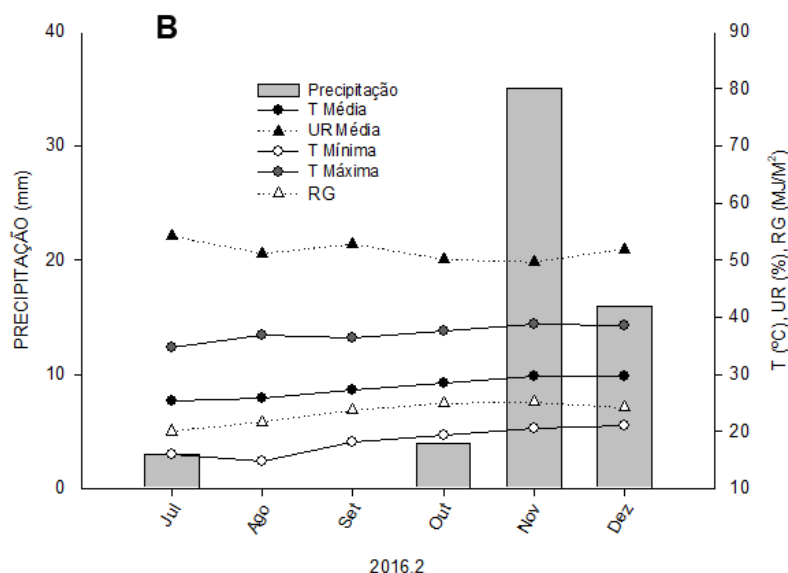 B
Precipitação
T Média
UR Média
T Mínima
T Máxima
RG
PRECIPITAÇÃO (mm)
40
30
20
10
0
T (ºC), UR (%), RG (MJ/M²)
90
80
70
60
50
40
30
20
10
Jul
Ago
Set
Out
Nov
Dez
2016.2